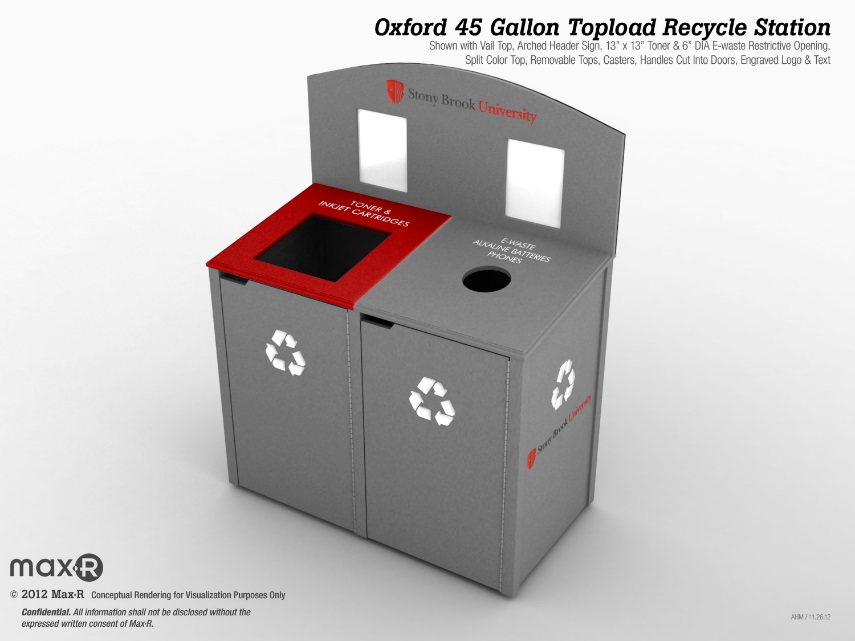 Oxford 45 Gallon Topload Recycle Station
Shown with Vail Top, Arched Header Sign, 13" x 13" Toner & 6" DIA E-waste Restrictive Opening,
Split Color Top, Removable Tops, Casters, Handles Cut Into Doors, Engraved Logo & Text
Stony Brook University
TONER &
INKJET CARTRIDGES
E-WASTE
ALKALINE BATTERIES
PHONES
Stony Brook University
max-R
© 2012 Max-R Conceptual Rendering for Visualization Purposes Only
Confidential. All information shall not be disclosed without the
expressed written consent of Max-R.
AHM / 11.26.12